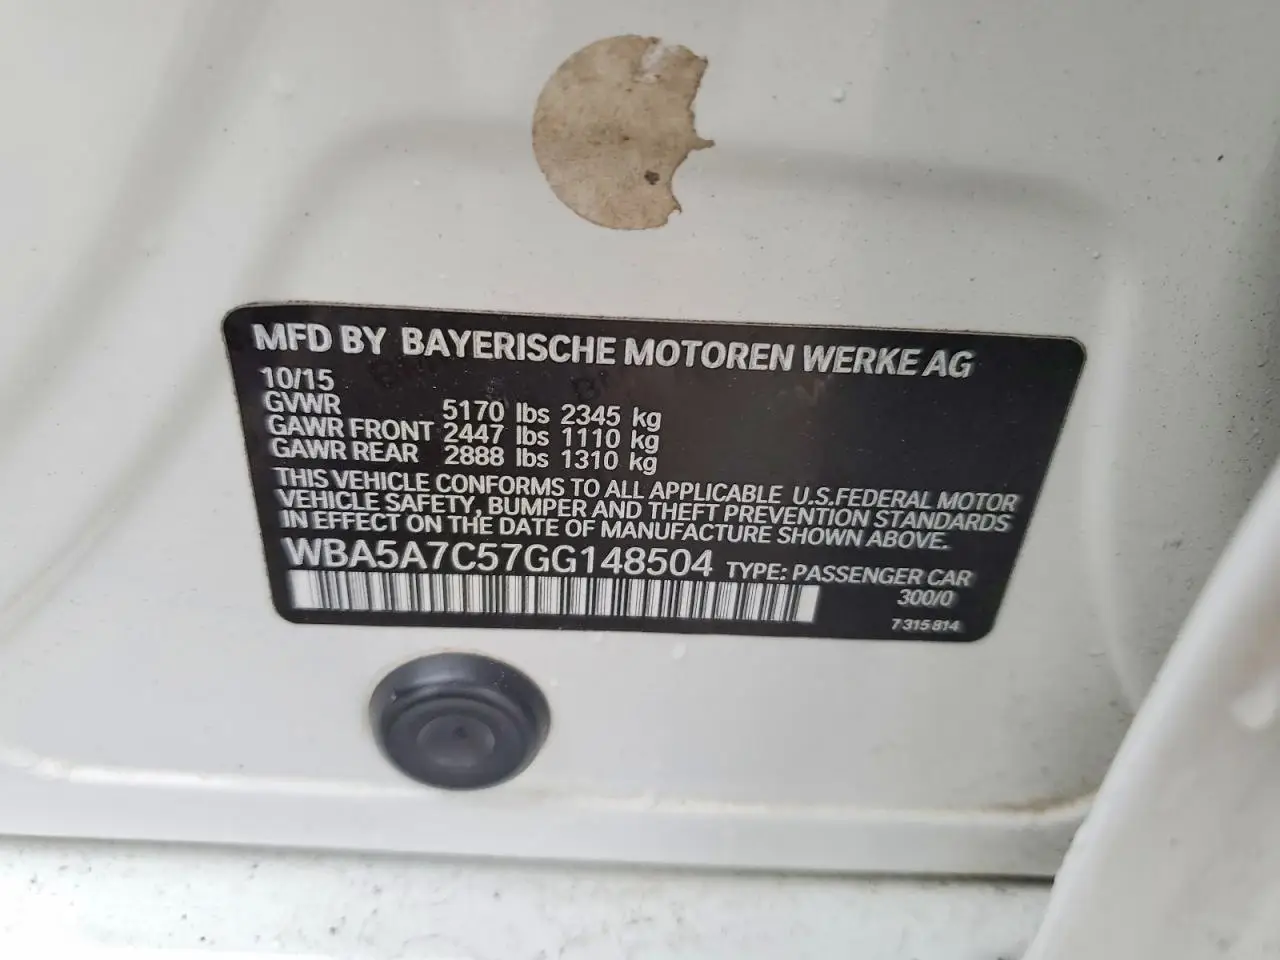 MFD BY BAYERISCHE MOTOREN WERKE AG
10/15
GVWR 5170 lbs 2345 kg
GAWR FRONT 2447 lbs 1110 kg
GAWR REAR 2888 lbs 1310 kg
THIS VEHICLE CONFORMS TO ALL APPLICABLE U.S.FEDERAL MOTOR
VEHICLE SAFETY, BUMPER AND THEFT PREVENTION STANDARDS
IN EFFECT ON THE DATE OF MANUFACTURE SHOWN ABOVE.
WBA5A7C57GG148504 TYPE: PASSENGER CAR
300/0
7 315 814